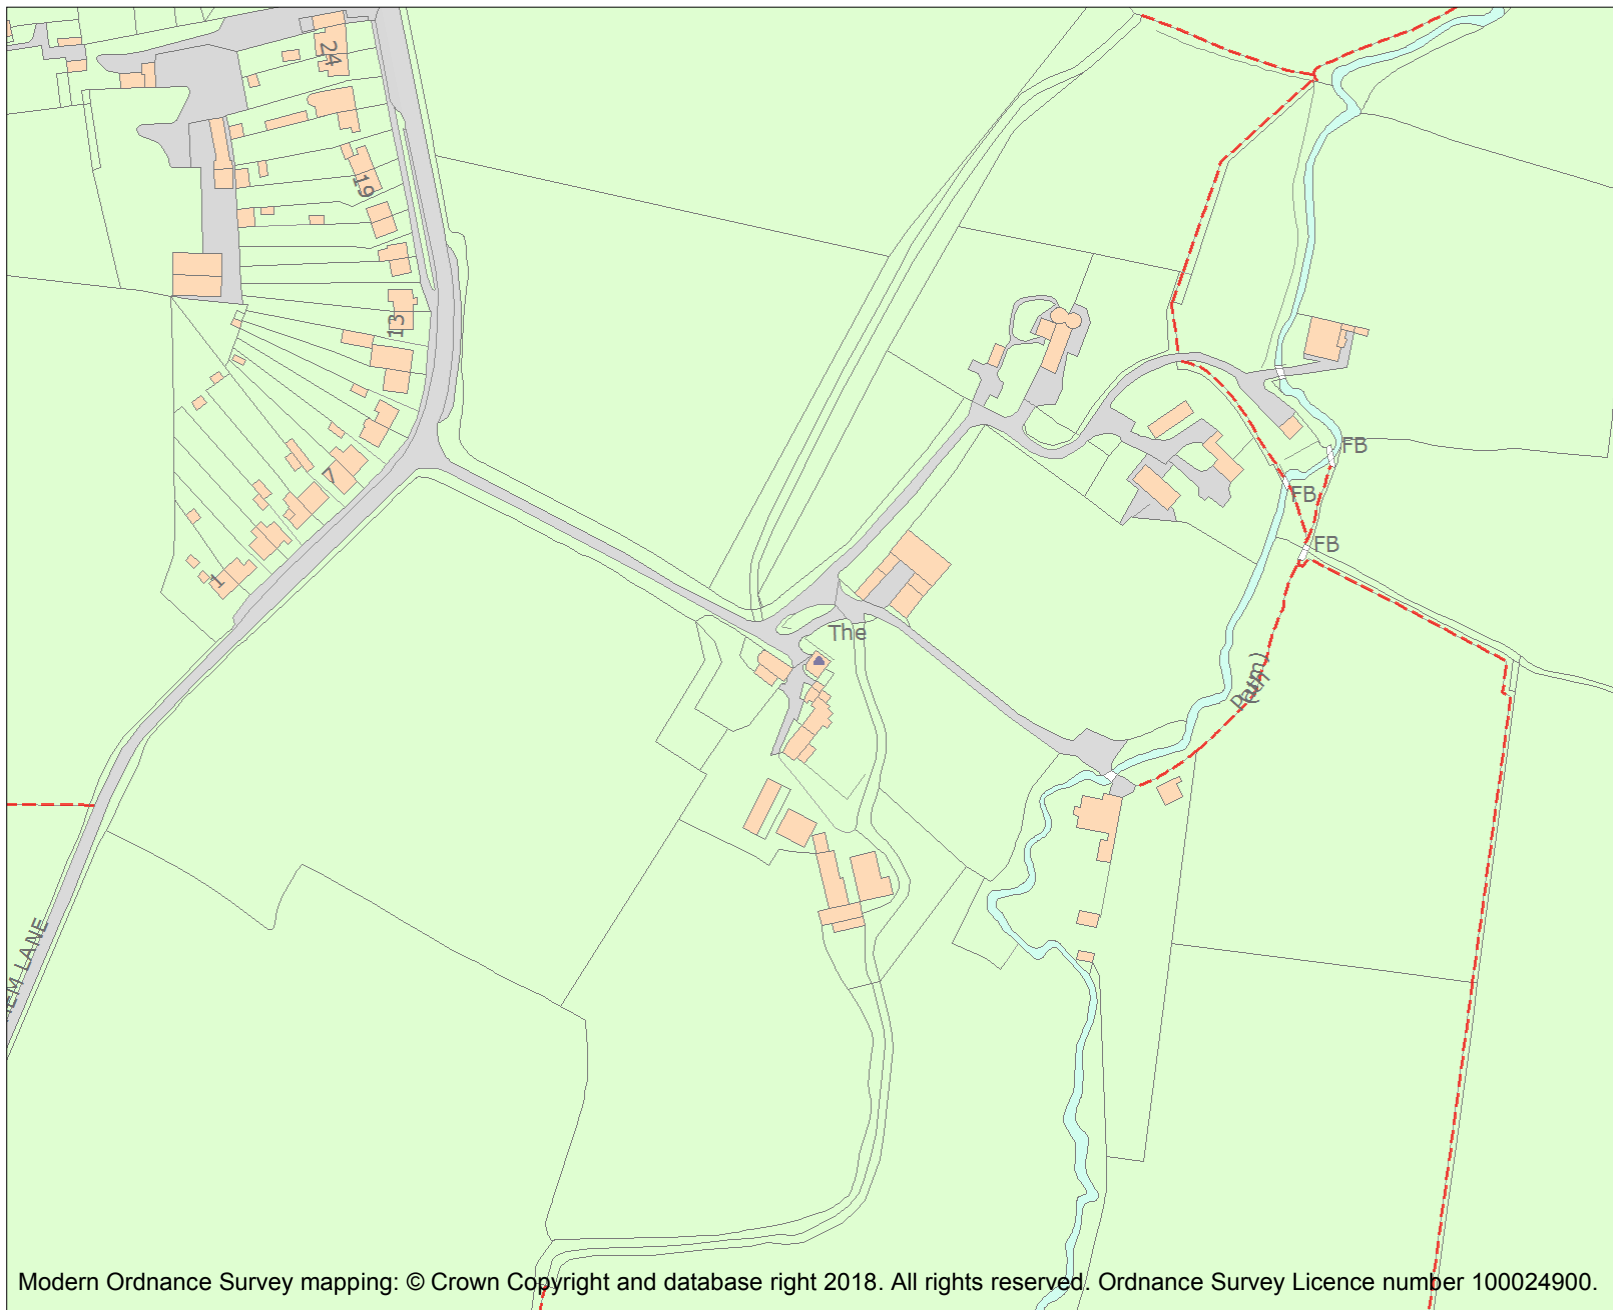 24
19
13
7
1
FB
FB
FB
The
Path
(um)
LANE
Modern Ordnance Survey mapping: © Crown Copyright and database right 2018. All rights reserved. Ordnance Survey Licence number 100024900.